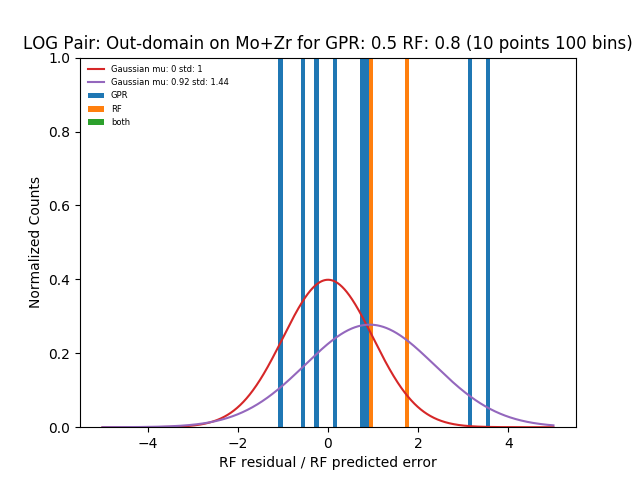 LOG Pair: Out-domain on Mo+Zr for GPR: 0.5 RF: 0.8 (10 points 100 bins)
Gaussian mu: 0 std: 1
Gaussian mu: 0.92 std: 1.44
GPR
RF
both
Normalized Counts
1.0
0.8
0.6
0.4
0.2
0.0
−4 −2 0 2 4
RF residual / RF predicted error